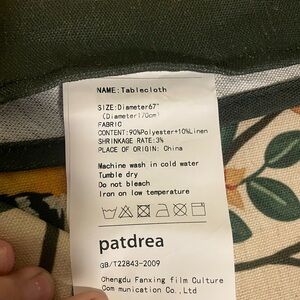 NAME:Tablecloth
SIZE:Diameter67"
(Diameter170cm)
FABRIC
CONTENT:90%Polyester+10%Linen
SHRINKAGE RATE:3%
PLACE OF ORIGIN: China
Machine wash in cold water
Tumble dry
Do not bleach
Iron on low temperature
patdrea
GB/T22843-2009
Chengdu Fanxing film Culture
Com munication Co.,Ltd